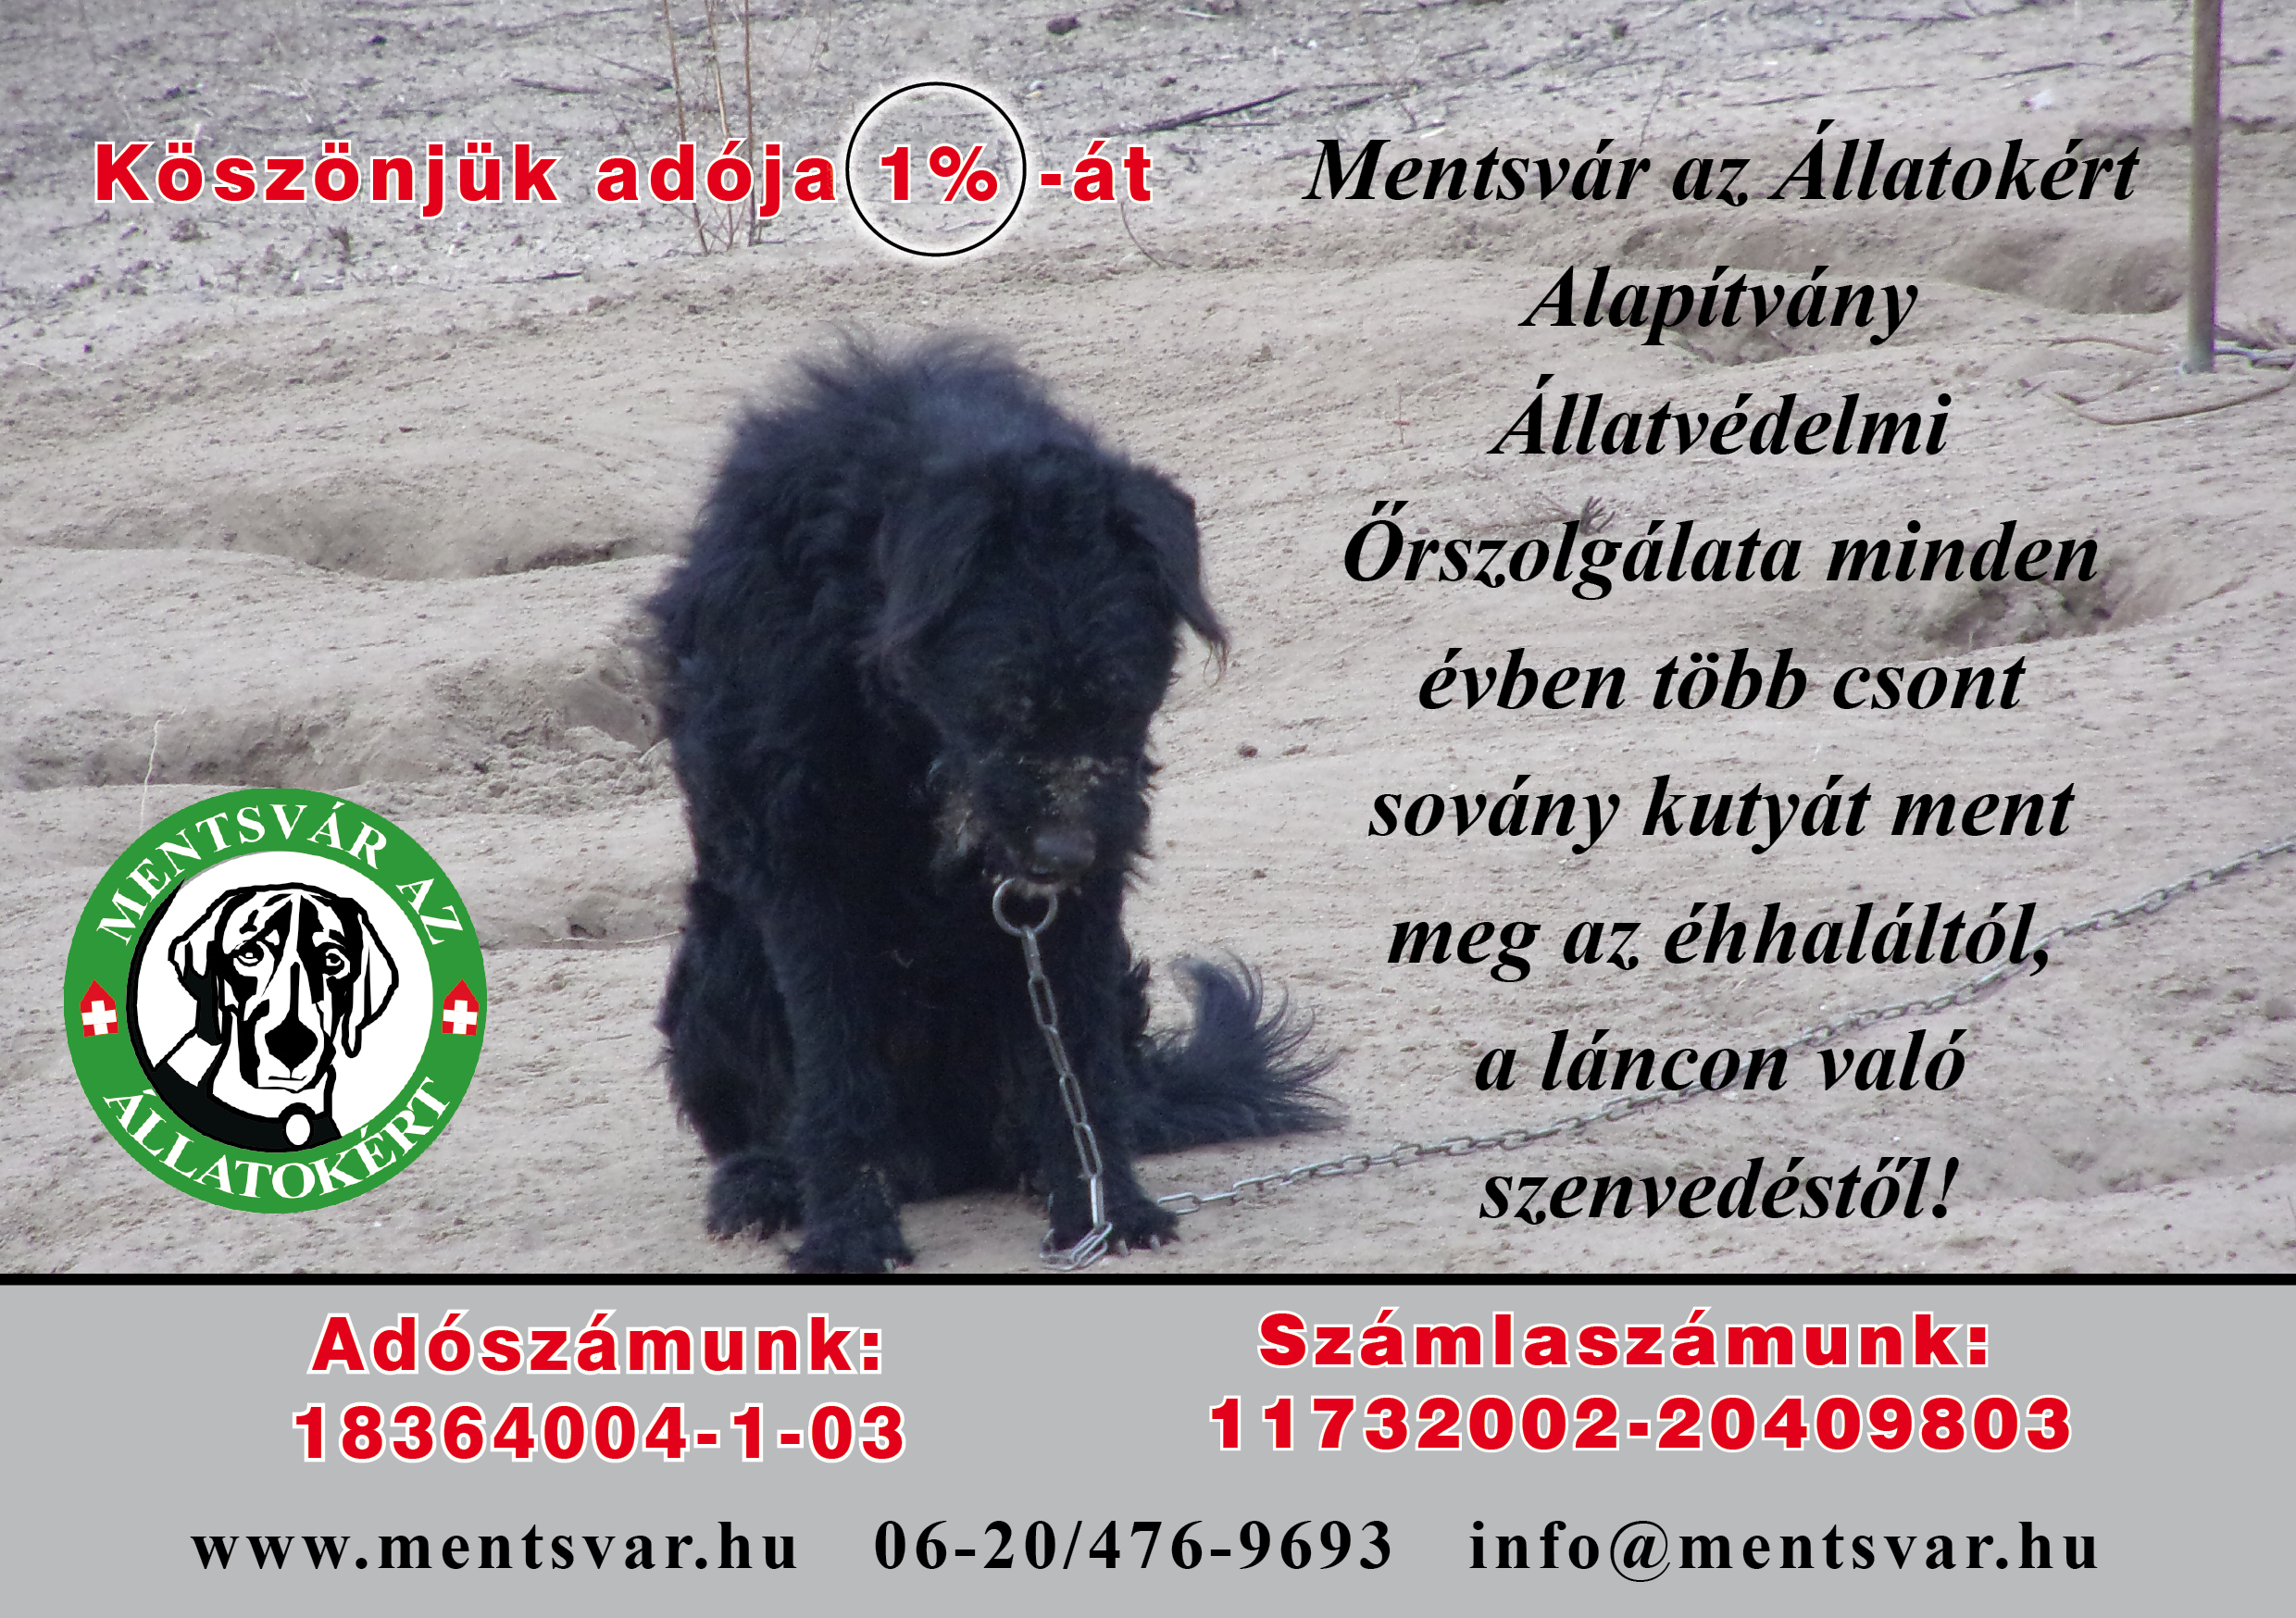 Köszönjük adója 1% -át
Mentsvár az Állatokért
Alapítvány
Állatvédelmi
Őrszolgálata minden
évben több csont
sovány kutyát ment
meg az éhhaláltól,
a láncon való
szenvedéstől!
MENTSVÁR AZ
ÁLLATOKÉRT
Adószámunk:
18364004-1-03
Számlaszámunk:
11732002-20409803
www.mentsvar.hu 06-20/476-9693 info@mentsvar.hu